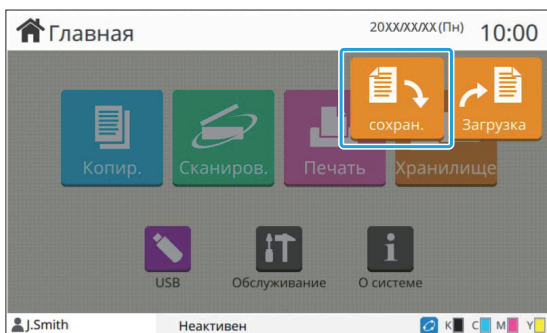 Главная
20XX/XX/XX (Пн) 10:00
сохран. Загрузка
Копир. Сканиров. Печать Хранилище
USB Обслуживание О системе
J.Smith Неактивен K C M Y